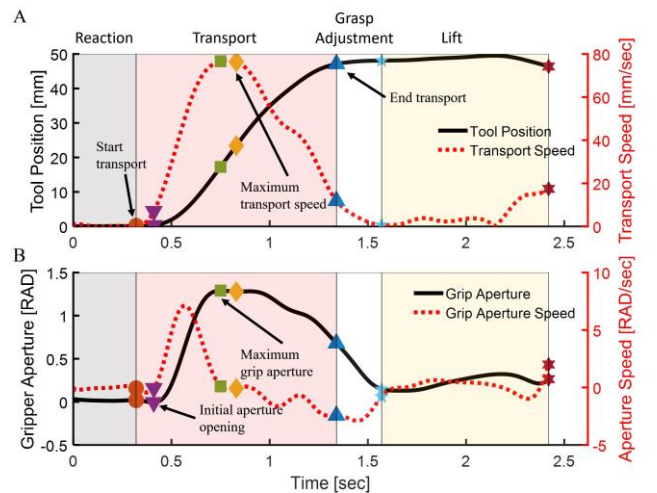 A
Grasp
Reaction
Transport
Adjustment
Lift
50
40
30
20
10
0
Tool Position [mm]
80
60
40
20
0
Transport Speed [mm/sec]
End transport
Start
transport
Maximum
transport speed
Tool Position
Transport Speed
0.5
1
1.5
2
2.5
B
1.5
1
0.5
0
-0.5
Gripper Aperture [RAD]
10
5
0
-5
Aperture Speed [RAD/sec]
Grip Aperture
Grip Aperture Speed
Maximum
grip aperture
Initial aperture
opening
0
0.5
1
1.5
2
2.5
Time [sec]